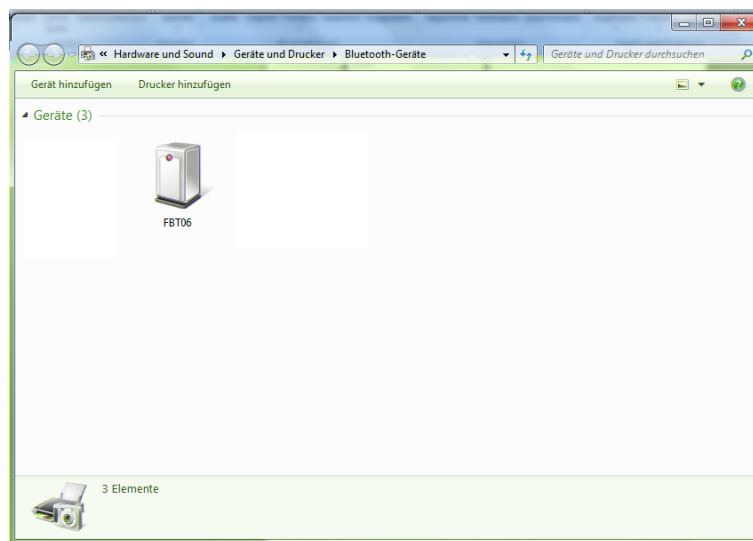 « Hardware und Sound Geräte und Drucker Bluetooth-Geräte Geräte und Drucker durchsuchen
Gerät hinzufügen Drucker hinzufügen
Geräte (3)
FBT06
3 Elemente